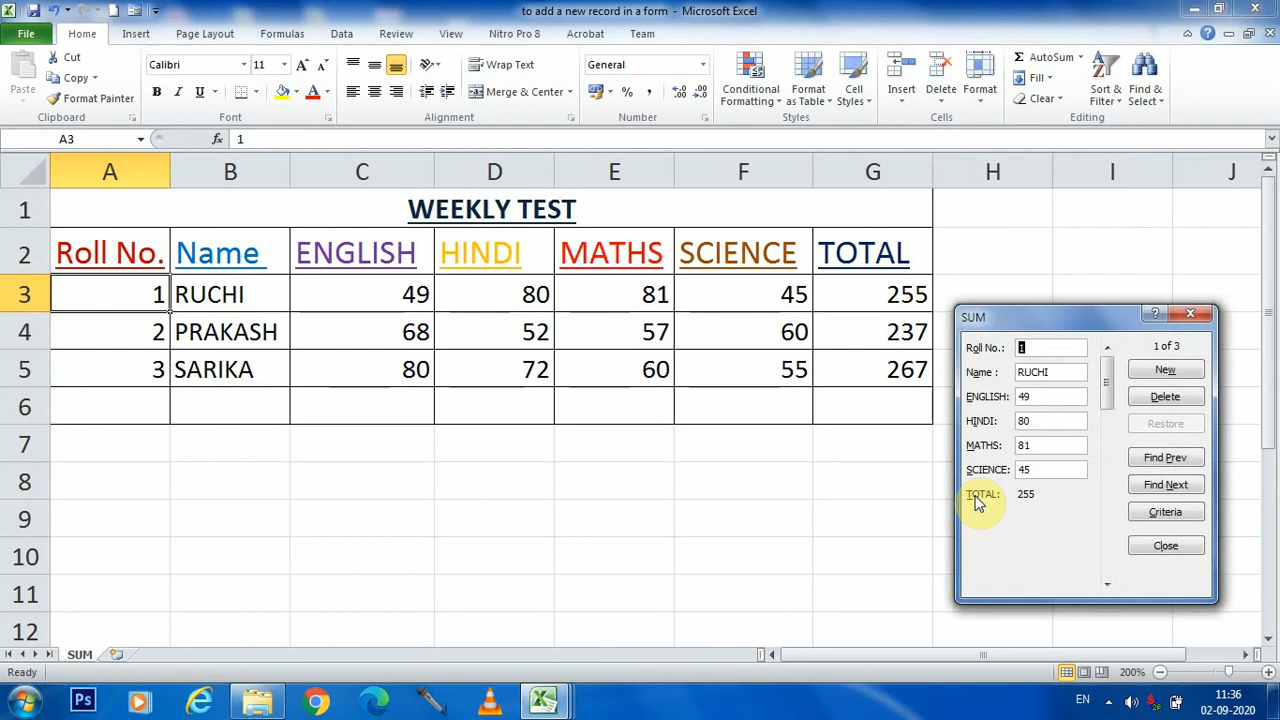 to add a new record in a form - Microsoft Excel
File Home Insert Page Layout Formulas Data Review View Nitro Pro 8 Acrobat Team
Paste
Cut
Copy
Format Painter
Clipboard
Calibri 11
B I U
Font
Wrap Text
Merge & Center
Alignment
General
%
Number
Conditional Formatting
Format as Table
Cell Styles
Styles
Insert
Delete
Format
Cells
AutoSum
Fill
Clear
Sort & Filter
Find & Select
Editing
A3 fx 1
A B C D E F G H I J
1 WEEKLY TEST
2 Roll No. Name ENGLISH HINDI MATHS SCIENCE TOTAL
3 1 RUCHI 49 80 81 45 255
4 2 PRAKASH 68 52 57 60 237
5 3 SARIKA 80 72 60 55 267
6
7
8
9
10
11
12
SUM
Roll No.: 1
Name : RUCHI
ENGLISH: 49
HINDI: 80
MATHS: 81
SCIENCE: 45
TOTAL: 255
1 of 3
New
Delete
Restore
Find Prev
Find Next
Criteria
Close
SUM
Ready 200%
Ps EN 11:36
02-09-2020